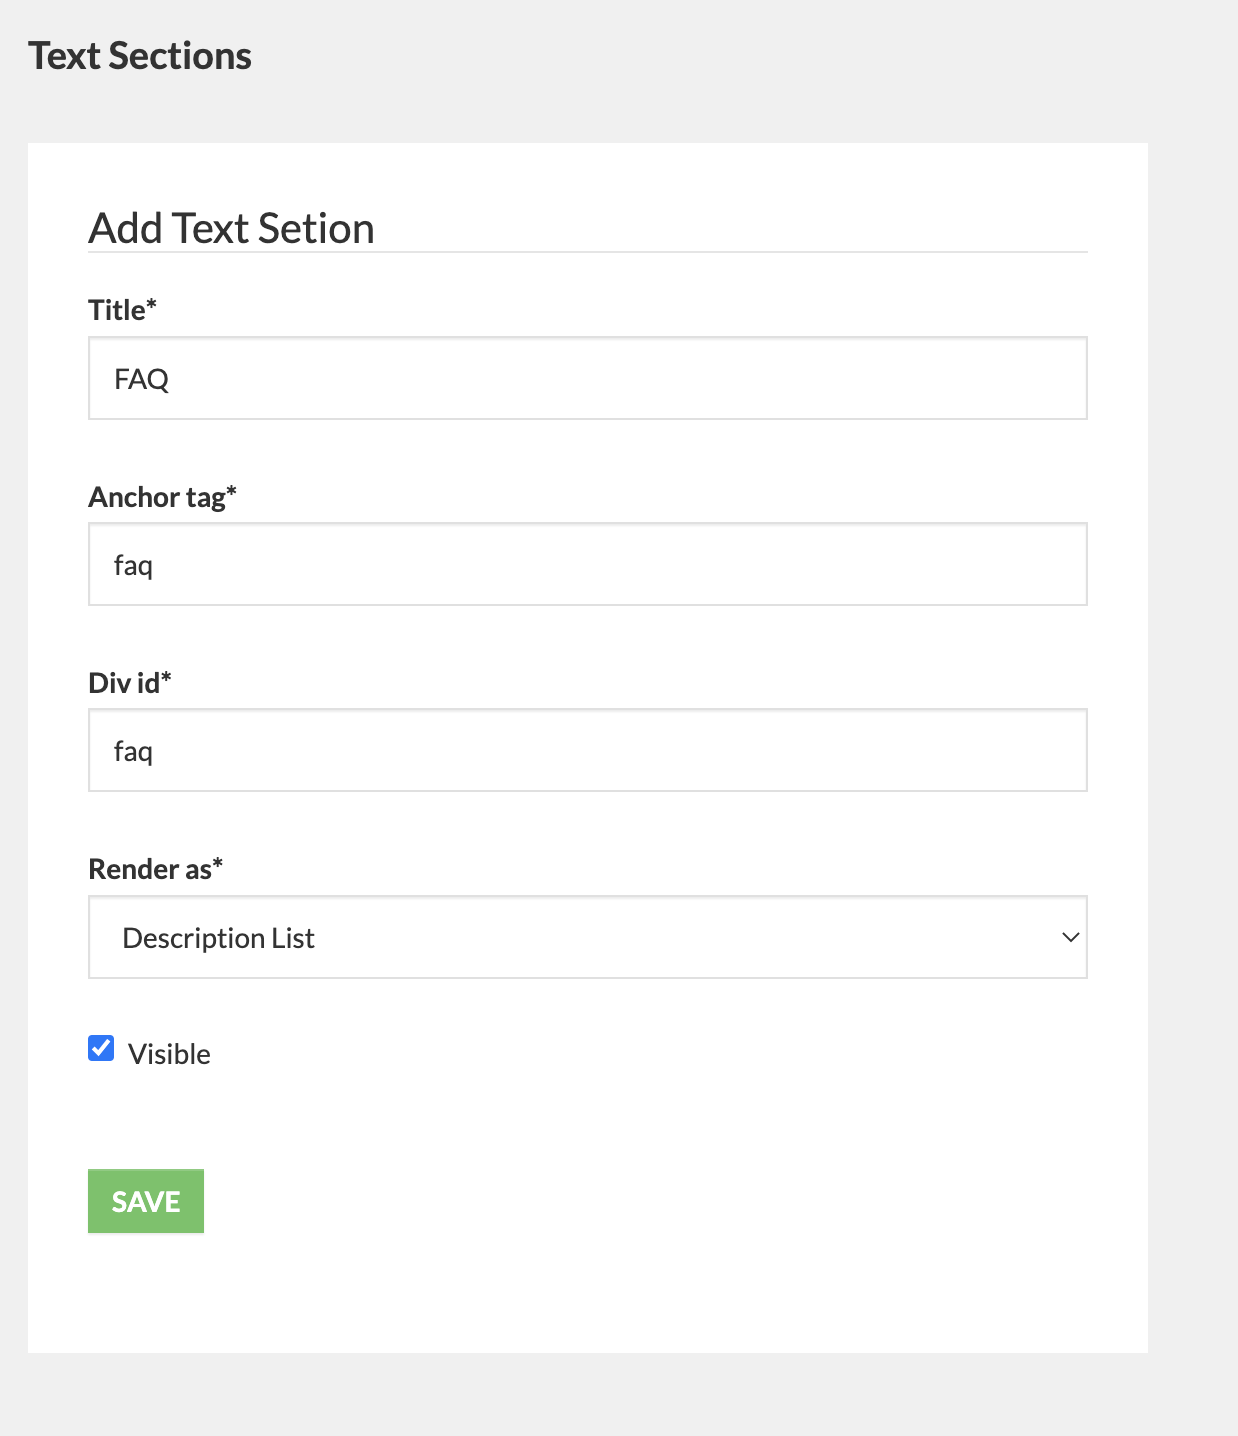 Text Sections
Add Text Setion
Title*
FAQ
Anchor tag*
faq
Div id*
faq
Render as*
Description List
Visible
SAVE